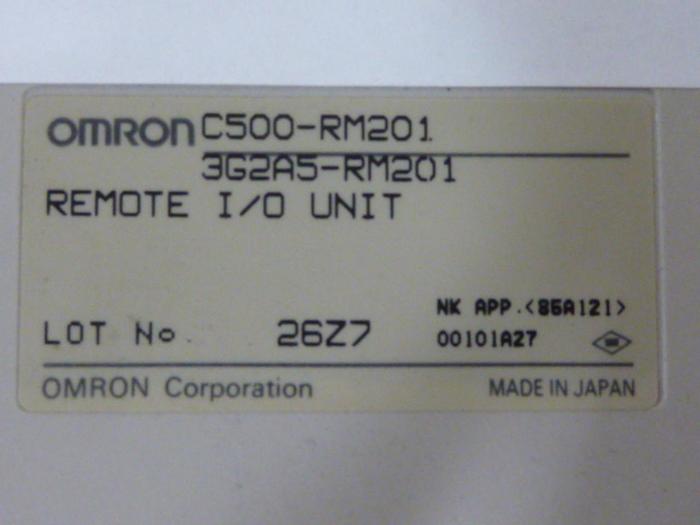 OMRON C500-RM201
3G2A5-RM201
REMOTE I/O UNIT
NK APP.<86A121>
LOT No. 26Z7 00101A27
OMRON Corporation MADE IN JAPAN